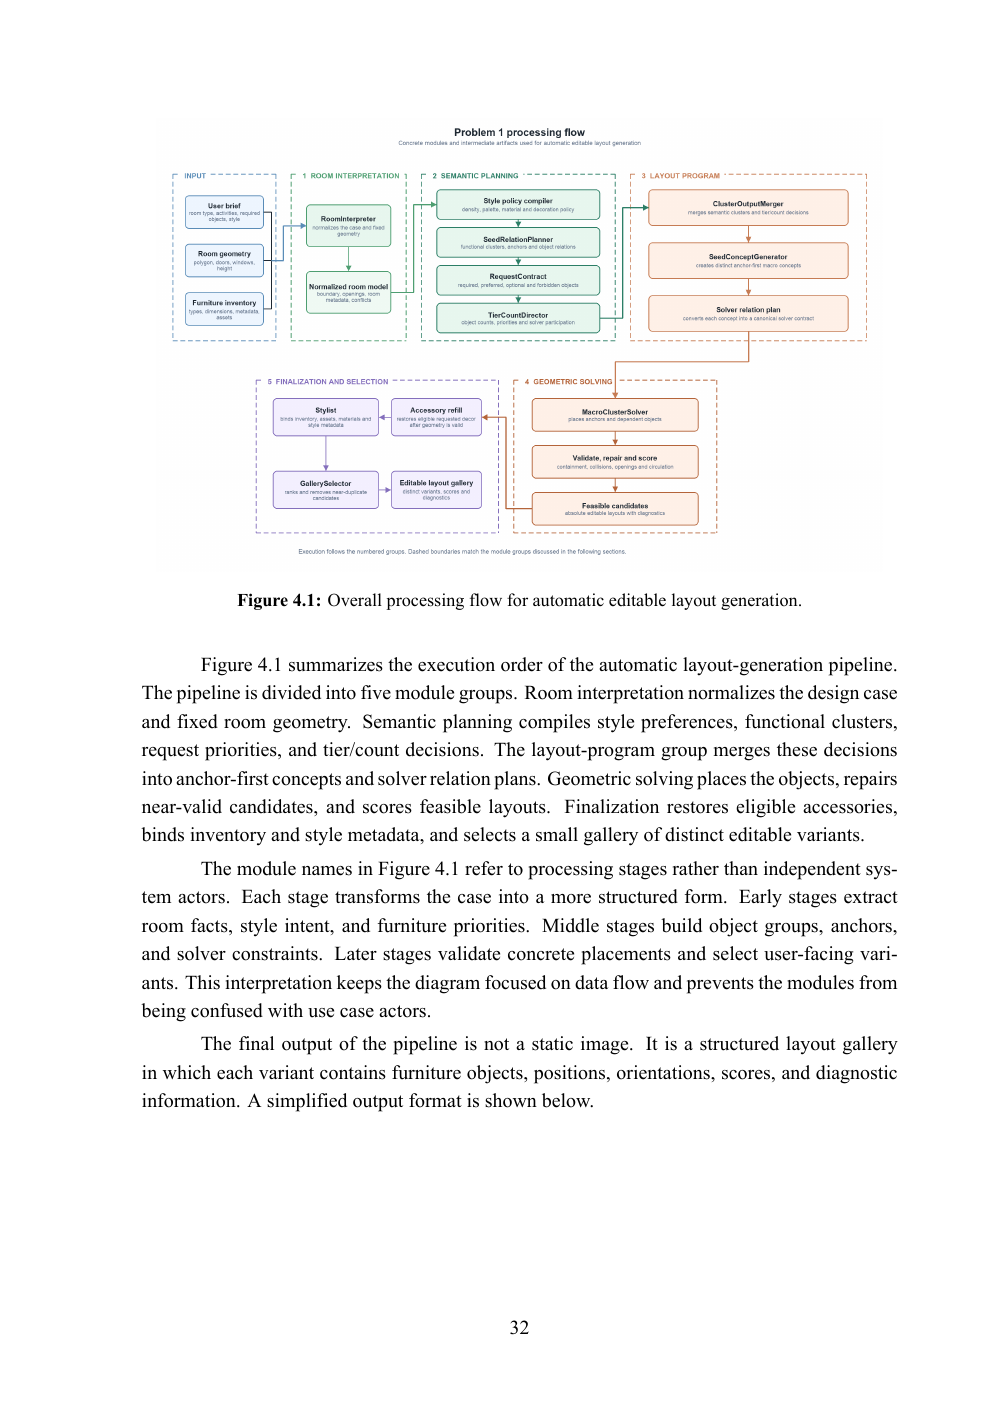 Problem 1 processing flow
Concrete modules and intermediate artifacts used for automatic editable layout generation
INPUT
User brief
room type, activities, required
objects, style
Room geometry
polygon, doors, windows,
height
Furniture inventory
types, dimensions, metadata,
assets
1 ROOM INTERPRETATION
RoomInterpreter
normalizes the case and fixed
geometry
Normalized room model
boundary, openings, room
metadata, conflicts
2 SEMANTIC PLANNING
Style policy compiler
density, palette, material and decoration policy
SeedRelationPlanner
functional clusters, anchors and object relations
RequestContract
required, preferred, optional and forbidden objects
TierCountDirector
object counts, priorities and solver participation
3 LAYOUT PROGRAM
ClusterOutputMerger
merges semantic clusters and tier/count decisions
SeedConceptGenerator
creates distinct anchor-first macro concepts
Solver relation plan
converts each concept into a canonical solver contract
4 GEOMETRIC SOLVING
MacroClusterSolver
places anchors and dependent objects
Validate, repair and score
containment, collisions, openings and circulation
Feasible candidates
absolute editable layouts with diagnostics
5 FINALIZATION AND SELECTION
Accessory refill
restores eligible requested decor
after geometry is valid
Stylist
binds inventory, assets, materials and
style metadata
GallerySelector
ranks and removes near-duplicate
candidates
Editable layout gallery
distinct variants, scores and
diagnostics
Execution follows the numbered groups. Dashed boundaries match the module groups discussed in the following sections.
Figure 4.1: Overall processing flow for automatic editable layout generation.
Figure 4.1 summarizes the execution order of the automatic layout-generation pipeline.
The pipeline is divided into five module groups. Room interpretation normalizes the design case
and fixed room geometry. Semantic planning compiles style preferences, functional clusters,
request priorities, and tier/count decisions. The layout-program group merges these decisions
into anchor-first concepts and solver relation plans. Geometric solving places the objects, repairs
near-valid candidates, and scores feasible layouts. Finalization restores eligible accessories,
binds inventory and style metadata, and selects a small gallery of distinct editable variants.
The module names in Figure 4.1 refer to processing stages rather than independent sys-
tem actors. Each stage transforms the case into a more structured form. Early stages extract
room facts, style intent, and furniture priorities. Middle stages build object groups, anchors,
and solver constraints. Later stages validate concrete placements and select user-facing vari-
ants. This interpretation keeps the diagram focused on data flow and prevents the modules from
being confused with use case actors.
The final output of the pipeline is not a static image. It is a structured layout gallery
in which each variant contains furniture objects, positions, orientations, scores, and diagnostic
information. A simplified output format is shown below.
32